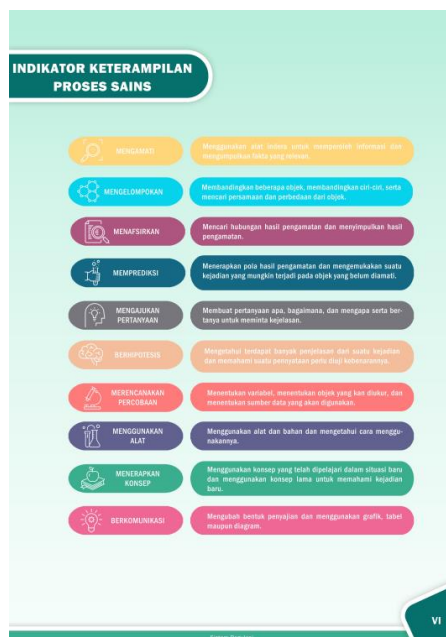 INDIKATOR KETERAMPILAN
PROSES SAINS
MENGAMATI
Menggunakan alat indera untuk memperoleh informasi dan
mengumpulkan fakta yang relevan.
MENGELOMPOKAN
Membandingkan beberapa objek, membandingkan ciri-ciri, serta
mencari persamaan dan perbedaan dari objek.
MENAFSIRKAN
Mencari hubungan hasil pengamatan dan menyimpulkan hasil
pengamatan.
MEMPREDIKSI
Menerapkan pola hasil pengamatan dan mengemukakan suatu
kejadian yang mungkin terjadi pada objek yang belum diamati.
MENGAJUKAN
PERTANYAAN
Membuat pertanyaan apa, bagaimana, dan mengapa serta ber-
tanya untuk meminta kejelasan.
BERHIPOTESIS
Mengetahui terdapat banyak penjelasan dari suatu kejadian
dan memahami suatu pernyataan perlu diuji kebenarannya.
MERENCANAKAN
PERCOBAAN
Menentukan variabel, menentukan objek yang kan diukur, dan
menentukan sumber data yang akan digunakan.
MENGGUNAKAN
ALAT
Menggunakan alat dan bahan dan mengetahui cara menggu-
nakannya.
MENERAPKAN
KONSEP
Menggunakan konsep yang telah dipelajari dalam situasi baru
dan menggunakan konsep lama untuk memahami kejadian
baru.
BERKOMUNIKASI
Mengubah bentuk penyajian dan menggunakan grafik, tabel
maupun diagram.
VI